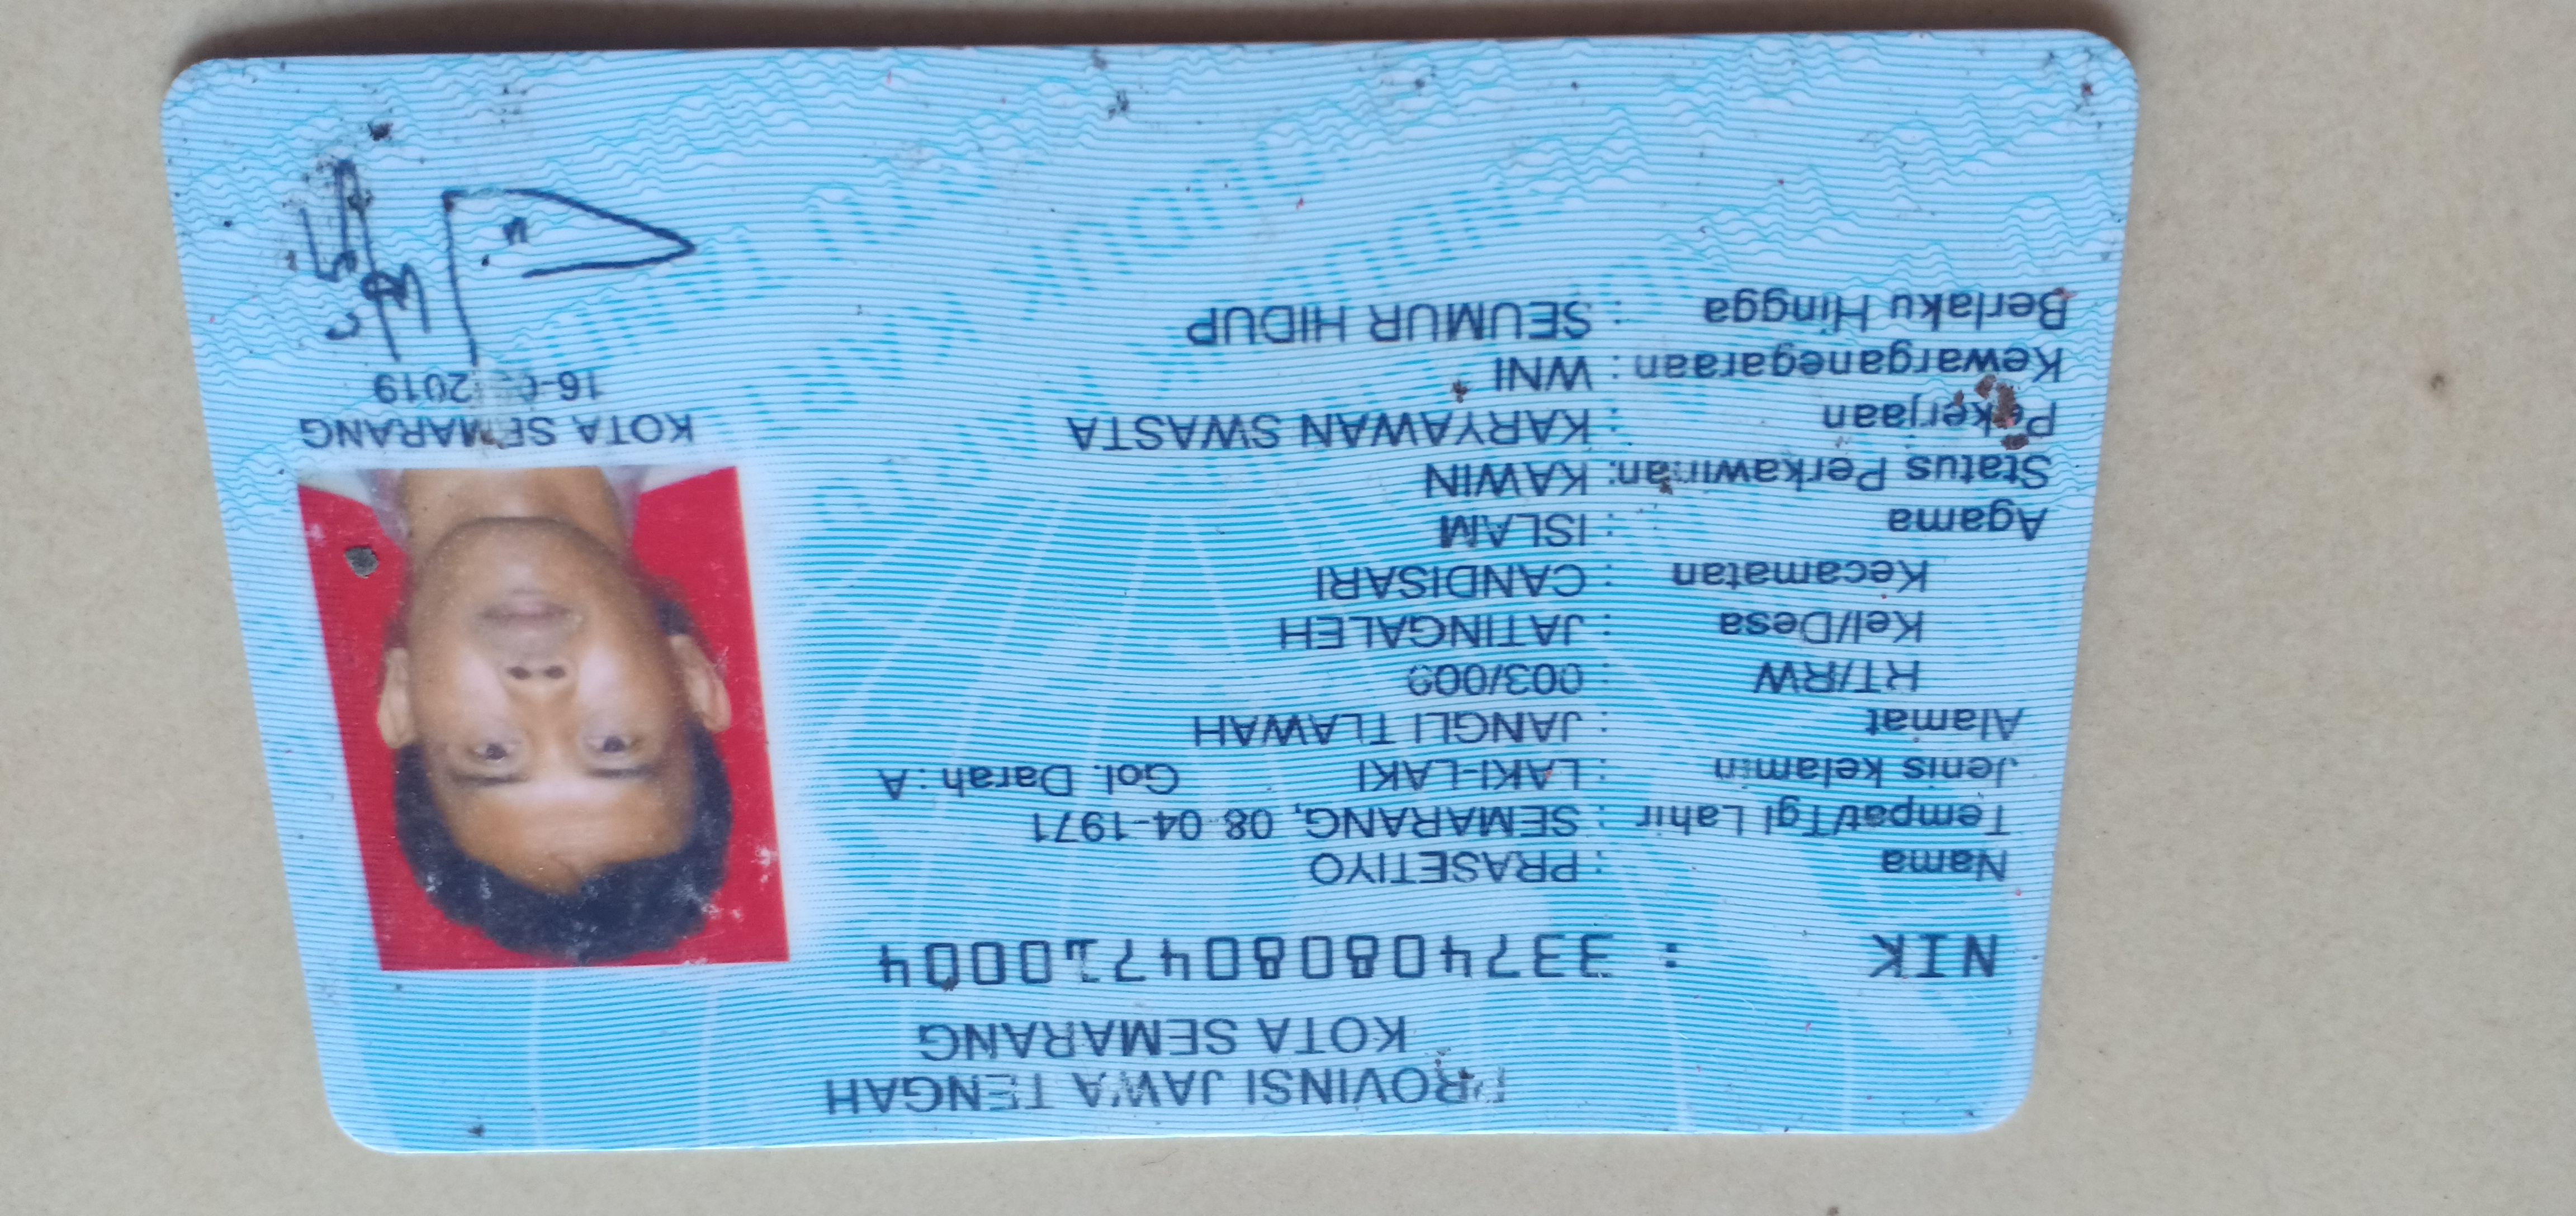 PROVINSI JAWA TENGAH
KOTA SEMARANG
NIK : 3374080804710004
Nama : PRASETIYO
Tempat/Tgl Lahir : SEMARANG, 08-04-1971
Jenis kelamin : LAKI-LAKI Gol. Darah : A
Alamat : JANGLI TLAWAH
RT/RW : 003/009
Kel/Desa : JATINGALEH
Kecamatan : CANDISARI
Agama : ISLAM
Status Perkawinan: KAWIN
Pekerjaan : KARYAWAN SWASTA
Kewarganegaraan : WNI
Berlaku Hingga : SEUMUR HIDUP
KOTA SEMARANG
2019